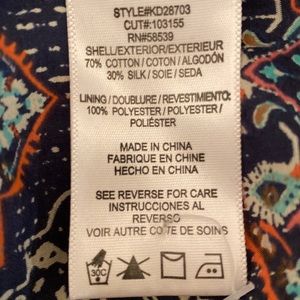 STYLE#KD28703
CUT#:103155
RN#58539
SHELL/EXTERIOR/EXTERIEUR
70% COTTON / COTON / ALGODÓN
30% SILK / SOIE / SEDA
LINING / DOUBLURE / REVESTIMIENTO:
100% POLYESTER / POLYESTER /
POLIÉSTER
MADE IN CHINA
FABRIQUE EN CHINE
HECHO EN CHINA
SEE REVERSE FOR CARE
INSTRUCCIONES AL
REVERSO
VOIR AUTRE COTE DE SOINS
30C